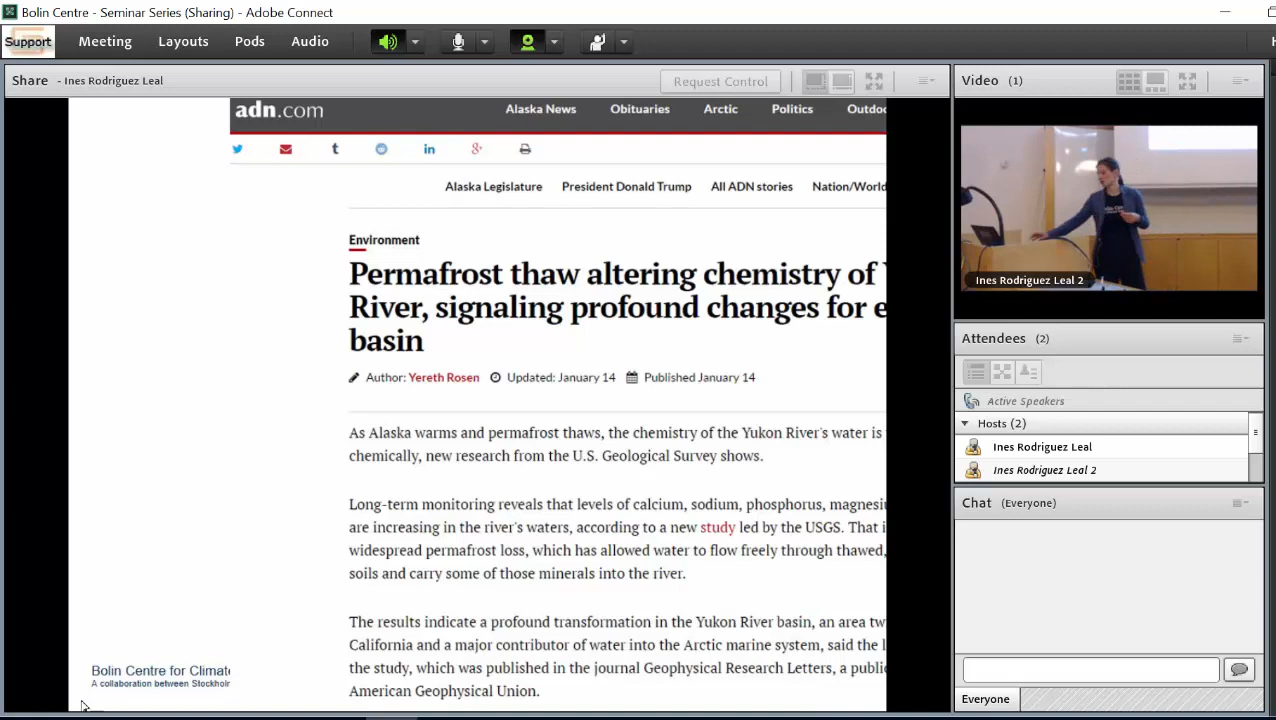 Bolin Centre - Seminar Series (Sharing) - Adobe Connect
Support Meeting Layouts Pods Audio
Share - Ines Rodriguez Leal Request Control
adn.com Alaska News Obituaries Arctic Politics Outdoo
Alaska Legislature President Donald Trump All ADN stories Nation/World
Environment
Permafrost thaw altering chemistry of
River, signaling profound changes for e
basin
Author: Yereth Rosen Updated: January 14 Published January 14
As Alaska warms and permafrost thaws, the chemistry of the Yukon River's water is
chemically, new research from the U.S. Geological Survey shows.
Long-term monitoring reveals that levels of calcium, sodium, phosphorus, magnesiu
are increasing in the river's waters, according to a new study led by the USGS. That i
widespread permafrost loss, which has allowed water to flow freely through thawed,
soils and carry some of those minerals into the river.
The results indicate a profound transformation in the Yukon River basin, an area tw
California and a major contributor of water into the Arctic marine system, said the l
the study, which was published in the journal Geophysical Research Letters, a public
American Geophysical Union.
Bolin Centre for Climat
A collaboration between Stockholr
Video (1)
Ines Rodriguez Leal 2
Attendees (2)
Active Speakers
Hosts (2)
Ines Rodriguez Leal
Ines Rodriguez Leal 2
Chat (Everyone)
Everyone